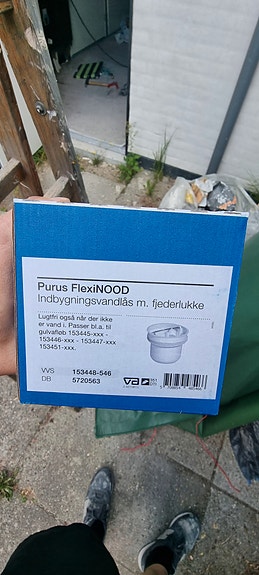 Purus FlexiNOOD
Indbygningsvandlås m. fjederlukke
Lugtfri også når der ikke
er vand i. Passer bl.a. til
gulvafløb 153445-xxx -
153446-xxx - 153447-xxx
153451-xxx.
VVS 153448-546
DB 5720563